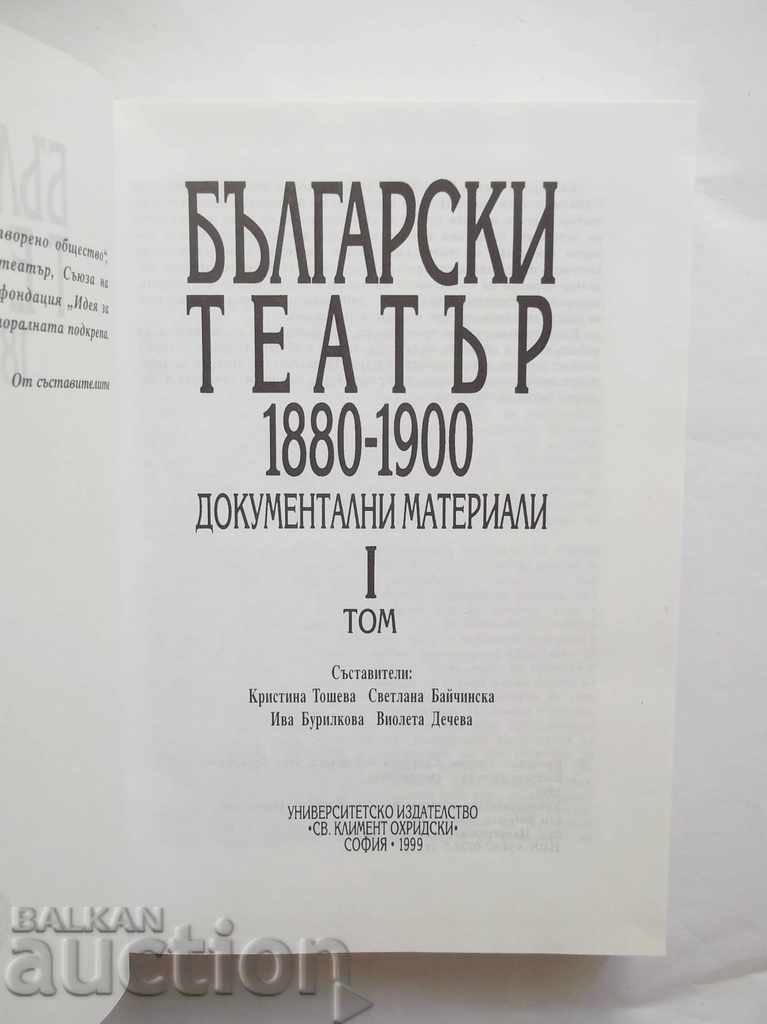 творено общество",
театър, Съюза на
фондация „Идея за
моралната подкрепа.
От съставителите
БЪЛГАРСКИ
ТЕАТЪР
1880-1900
ДОКУМЕНТАЛНИ МАТЕРИАЛИ
I
ТОМ
Съставители:
Кристина Тошева Светлана Байчинска
Ива Бурилкова Виолета Дечева
УНИВЕРСИТЕТСКО ИЗДАТЕЛСТВО
•СВ. КЛИМЕНТ ОХРИДСКИ•
СОФИЯ • 1999
BALKAN
auction